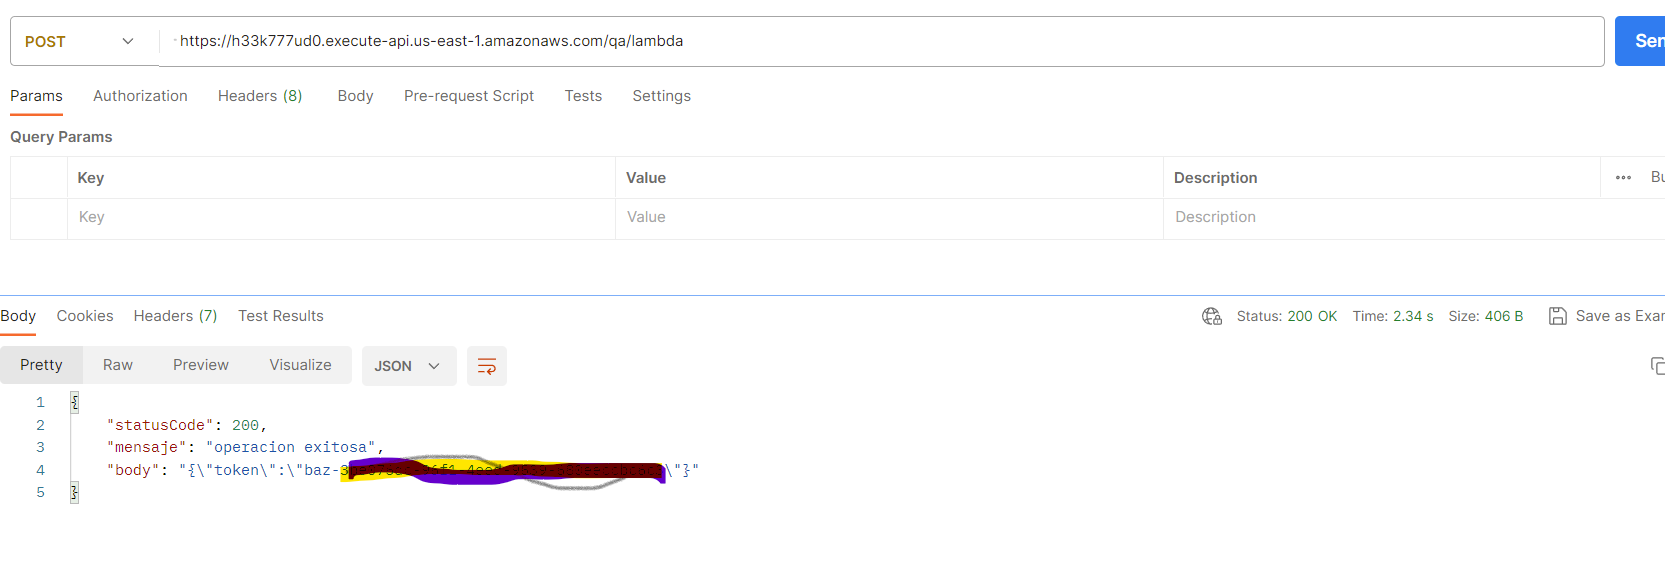 POST https://h33k777ud0.execute-api.us-east-1.amazonaws.com/qa/lambda Sen
Params Authorization Headers (8) Body Pre-request Script Tests Settings
Query Params
Key Value Description Bu
Key Value Description
Body Cookies Headers (7) Test Results Status: 200 OK Time: 2.34 s Size: 406 B Save as Exar
Pretty Raw Preview Visualize JSON
1 {
2 "statusCode": 200,
3 "mensaje": "operacion exitosa",
4 "body": "{\"token\":\"baz- \"}"
5 }